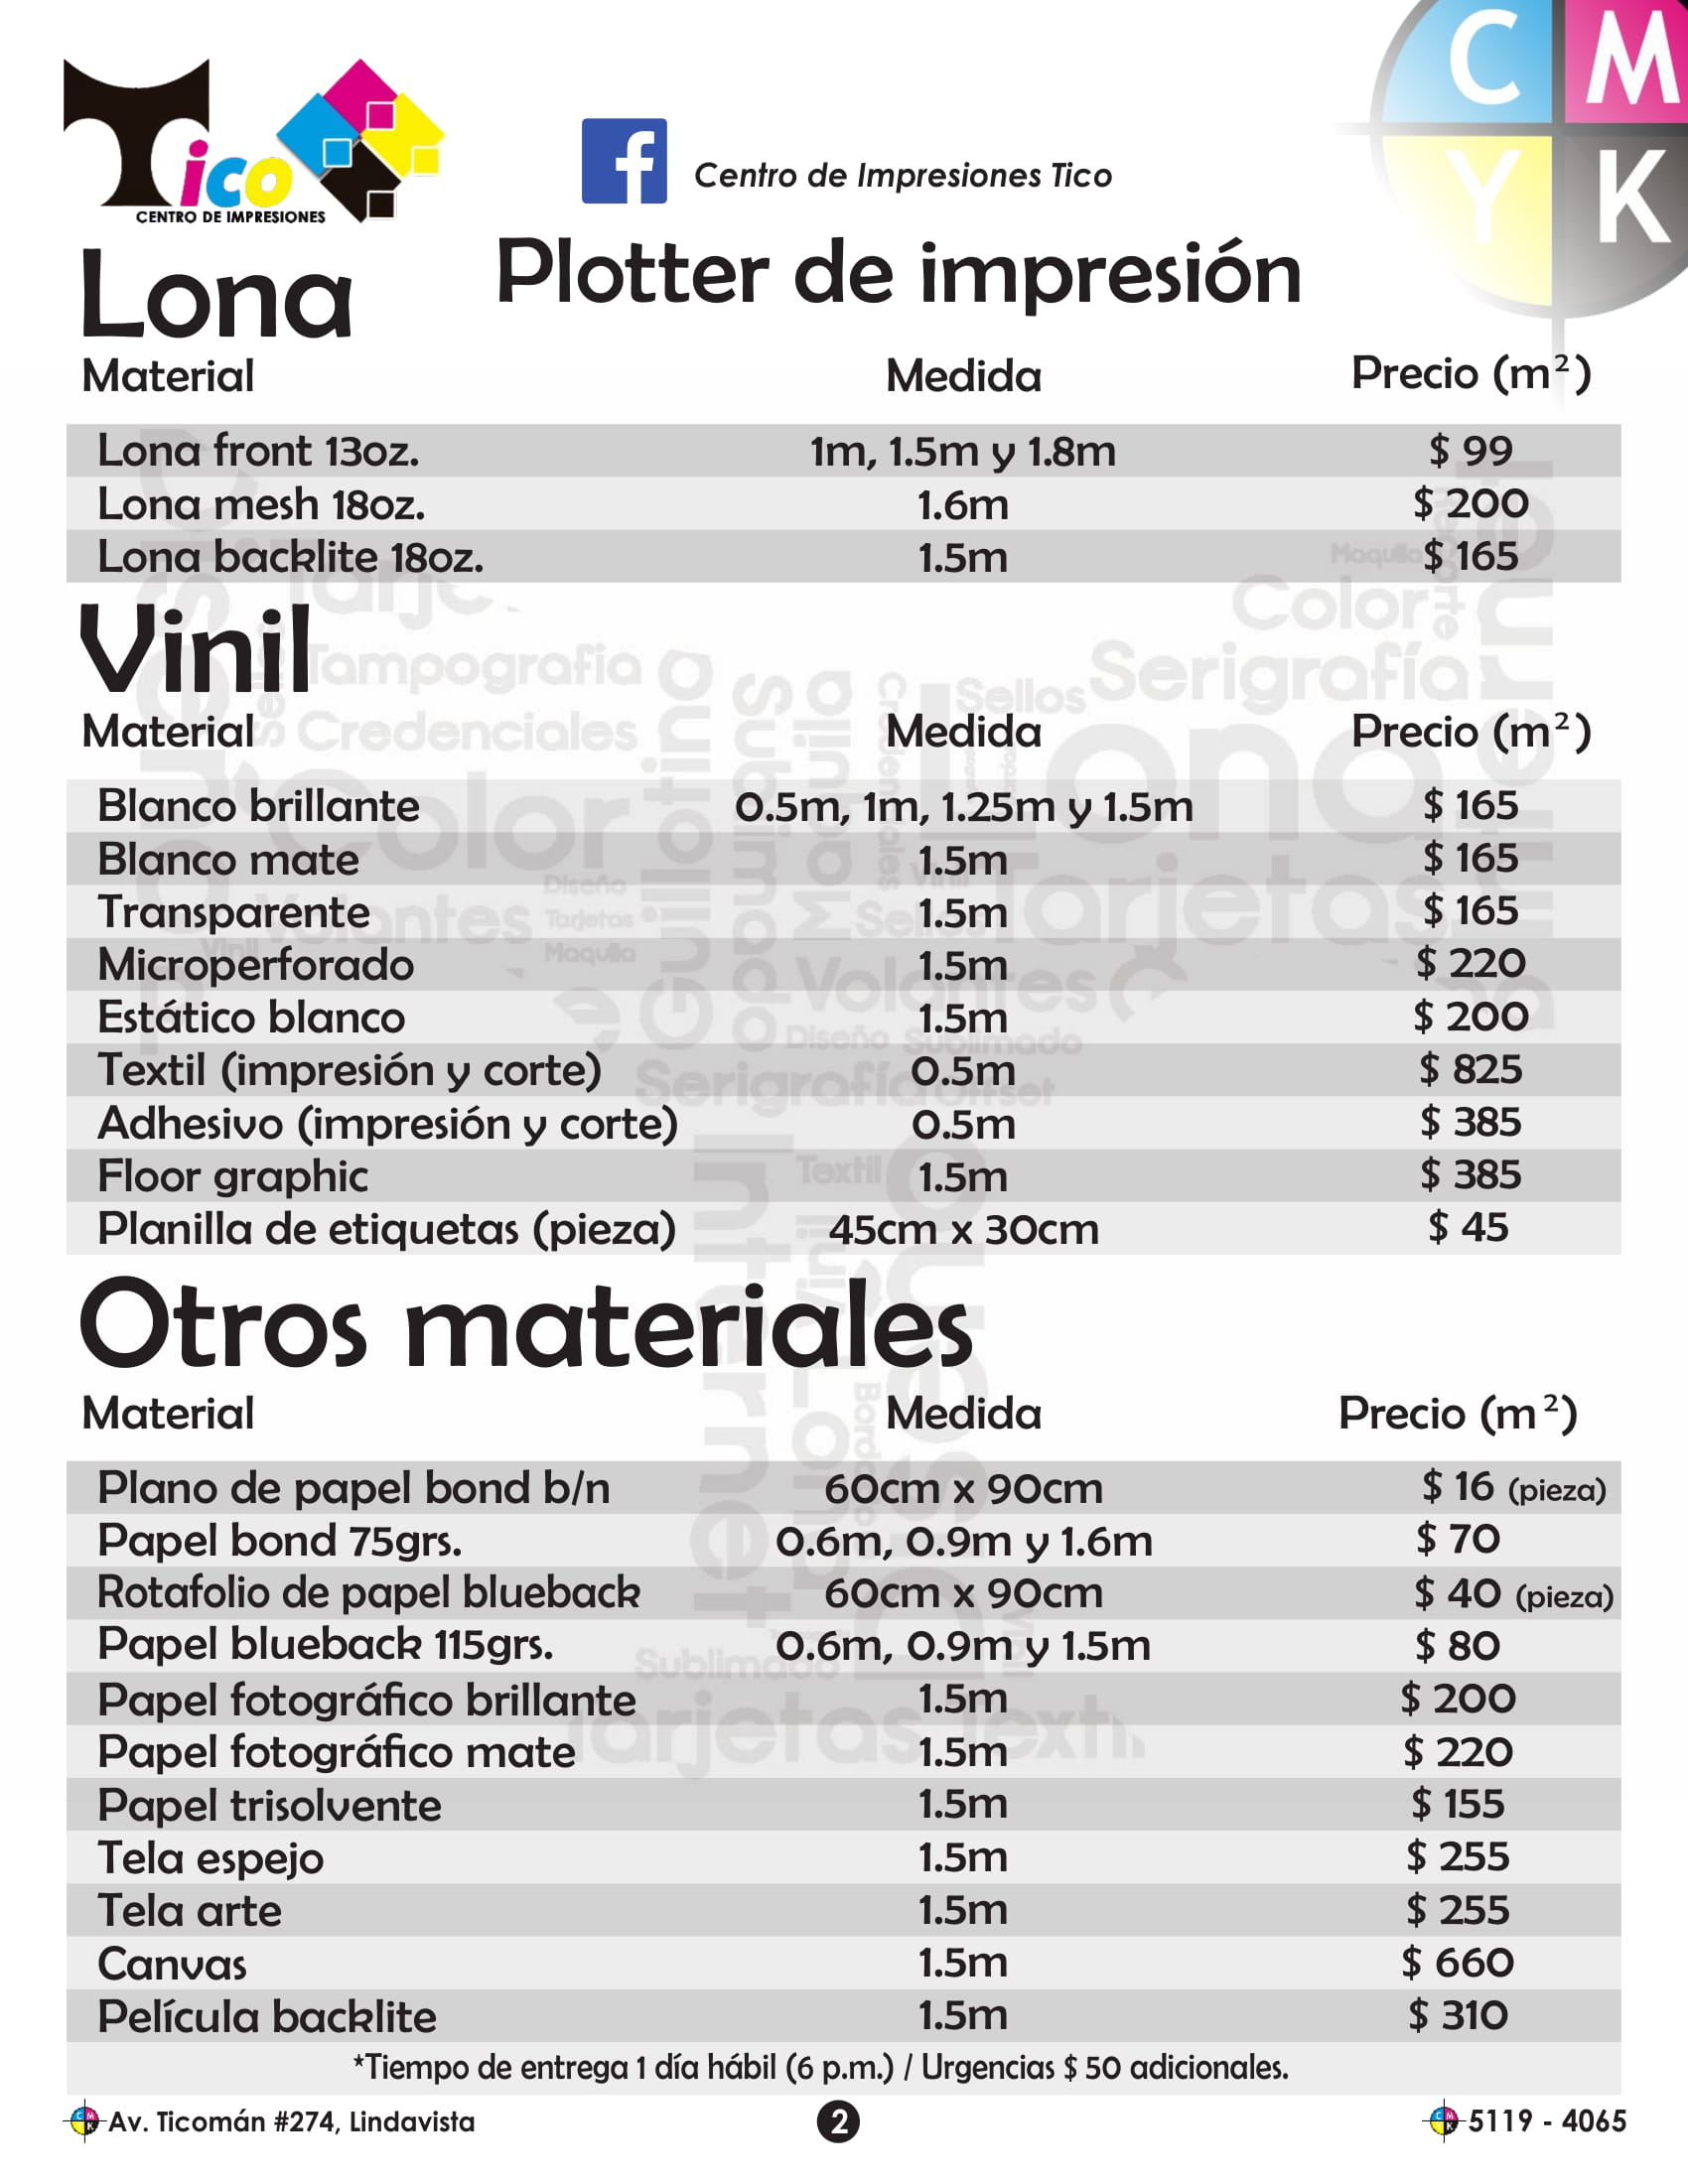 Tico
CENTRO DE IMPRESIONES
Centro de Impresiones Tico
C M
Y K
Lona
Plotter de impresión
Material Medida Precio (m²)
Lona front 13oz. 1m, 1.5m y 1.8m $ 99
Lona mesh 18oz. 1.6m $ 200
Lona backlite 18oz. 1.5m $ 165
Vinil
Material Medida Precio (m²)
Blanco brillante 0.5m, 1m, 1.25m y 1.5m $ 165
Blanco mate 1.5m $ 165
Transparente 1.5m $ 165
Microperforado 1.5m $ 220
Estático blanco 1.5m $ 200
Textil (impresión y corte) 0.5m $ 825
Adhesivo (impresión y corte) 0.5m $ 385
Floor graphic 1.5m $ 385
Planilla de etiquetas (pieza) 45cm x 30cm $ 45
Otros materiales
Material Medida Precio (m²)
Plano de papel bond b/n 60cm x 90cm $ 16 (pieza)
Papel bond 75grs. 0.6m, 0.9m y 1.6m $ 70
Rotafolio de papel blueback 60cm x 90cm $ 40 (pieza)
Papel blueback 115grs. 0.6m, 0.9m y 1.5m $ 80
Papel fotográfico brillante 1.5m $ 200
Papel fotográfico mate 1.5m $ 220
Papel trisolvente 1.5m $ 155
Tela espejo 1.5m $ 255
Tela arte 1.5m $ 255
Canvas 1.5m $ 660
Película backlite 1.5m $ 310
*Tiempo de entrega 1 día hábil (6 p.m.) / Urgencias $ 50 adicionales.
Av. Ticomán #274, Lindavista 2 5119 - 4065